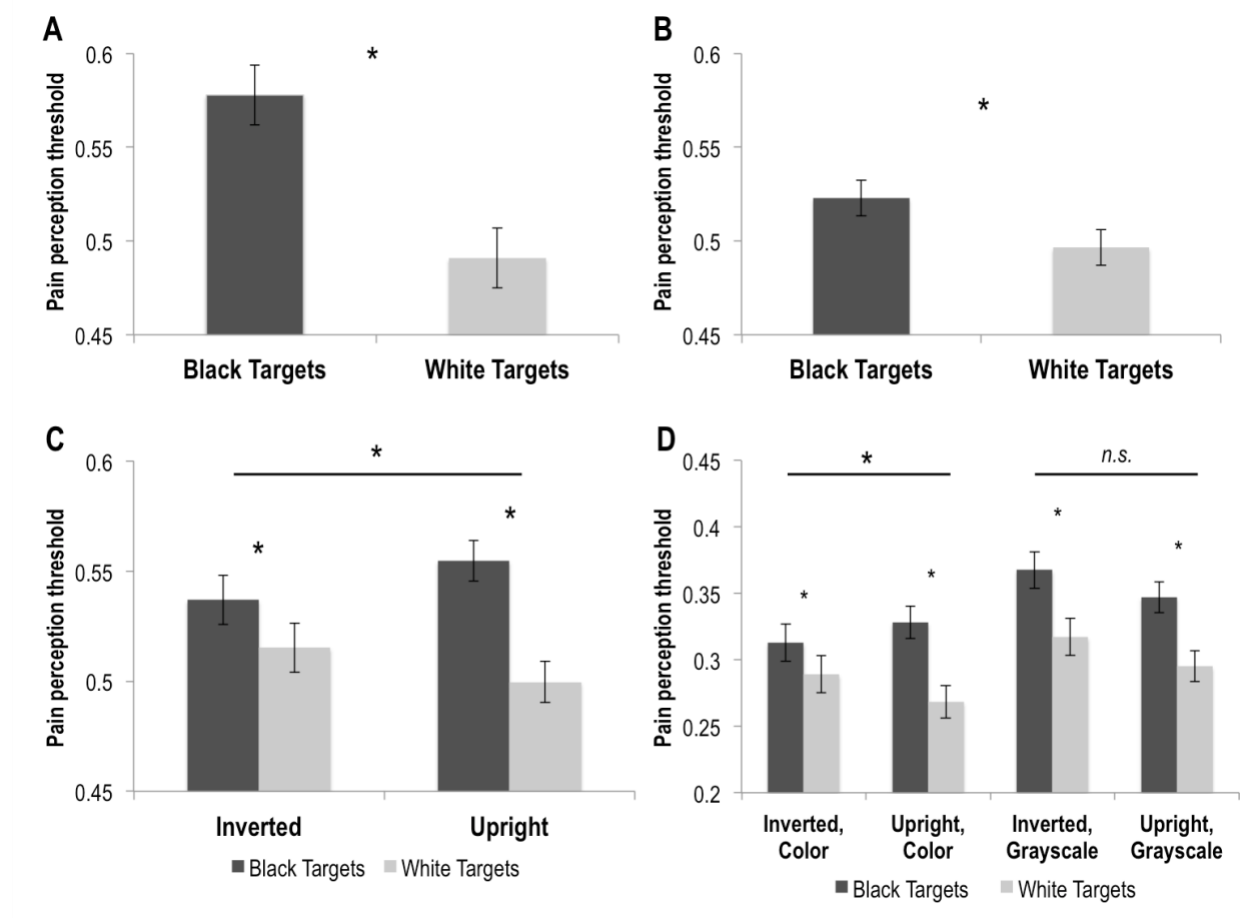 A
Pain perception threshold
0.6
0.55
0.5
0.45
*
Black Targets
White Targets
B
Pain perception threshold
0.6
0.55
0.5
0.45
*
Black Targets
White Targets
C
Pain perception threshold
0.6
0.55
0.5
0.45
*
*
*
Inverted
Upright
Black Targets
White Targets
D
Pain perception threshold
0.45
0.4
0.35
0.3
0.25
0.2
*
n.s.
*
*
*
*
Inverted,
Color
Upright,
Color
Inverted,
Grayscale
Upright,
Grayscale
Black Targets
White Targets